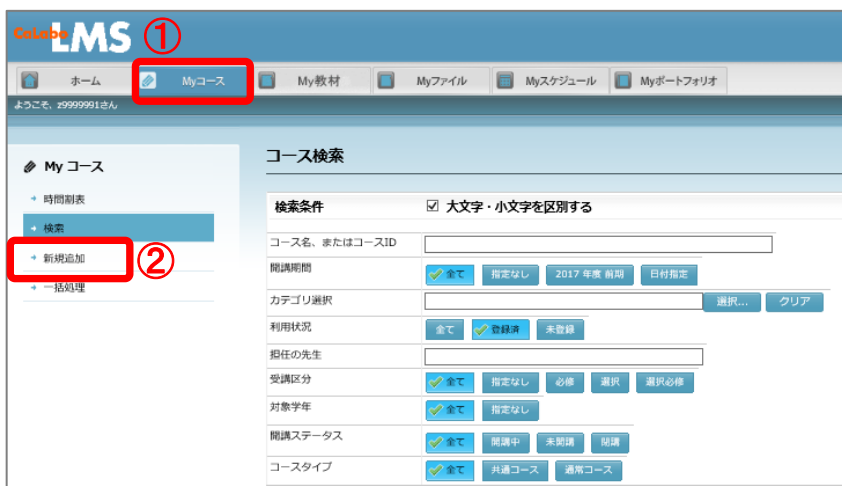 CaLabo LMS ①
ホーム Myコース My教材 Myファイル Myスケジュール Myポートフォリオ
ようこそ, z9999991さん
My コース
時間割表
検索
新規追加 ②
一括処理
コース検索
検索条件 大文字・小文字を区別する
コース名、またはコースID
開講期間 全て 指定なし 2017 年度 前期 日付指定
カテゴリ選択 選択... クリア
利用状況 全て 登録済 未登録
担任の先生
受講区分 全て 指定なし 必修 選択 選択必修
対象学年 全て 指定なし
開講ステータス 全て 開講中 未開講 閉講
コースタイプ 全て 共通コース 通常コース